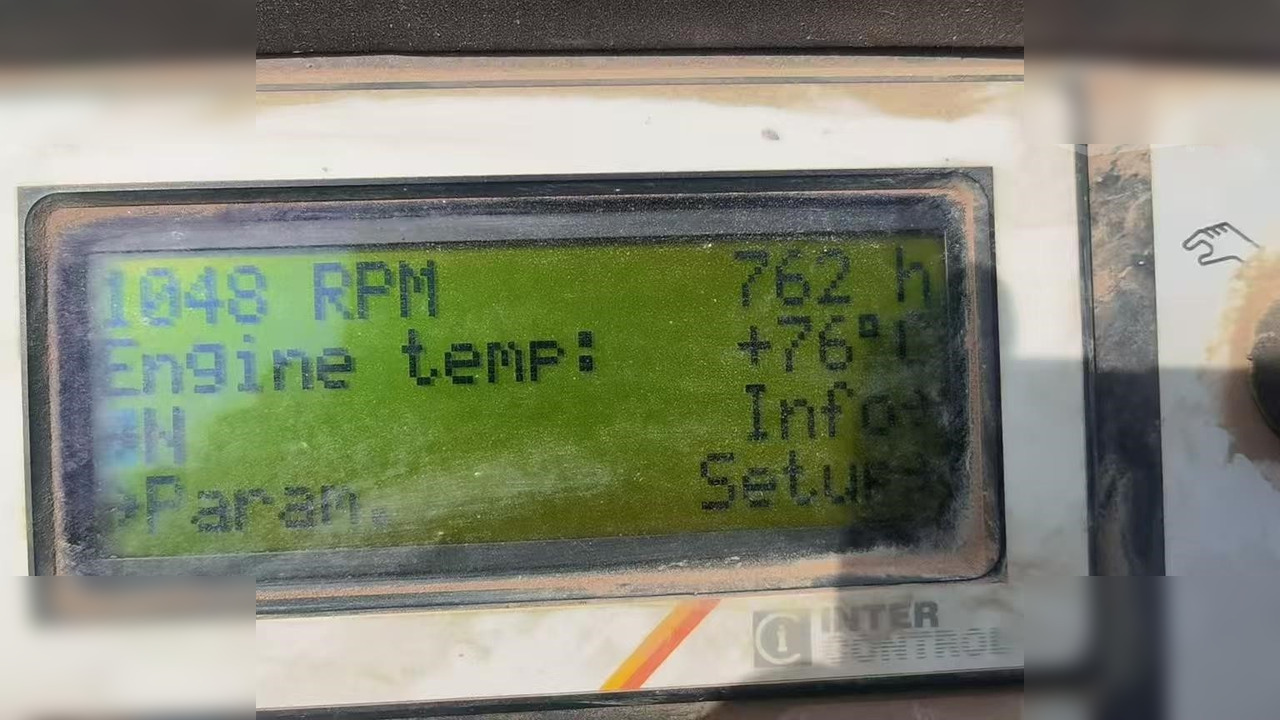 1048 RPM 762 h
Engine temp: +76°
N Info
Param. Setup
INTER
CONTROL